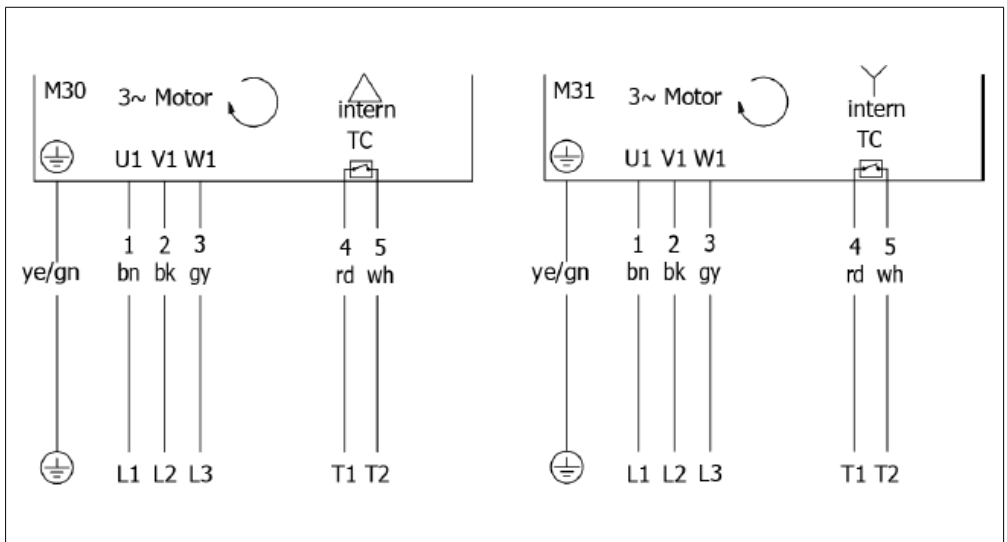 M30 3~ Motor intern
TC
U1 V1 W1
1 2 3 4 5
ye/gn bn bk gy rd wh
L1 L2 L3 T1 T2
M31 3~ Motor intern
TC
U1 V1 W1
1 2 3 4 5
ye/gn bn bk gy rd wh
L1 L2 L3 T1 T2